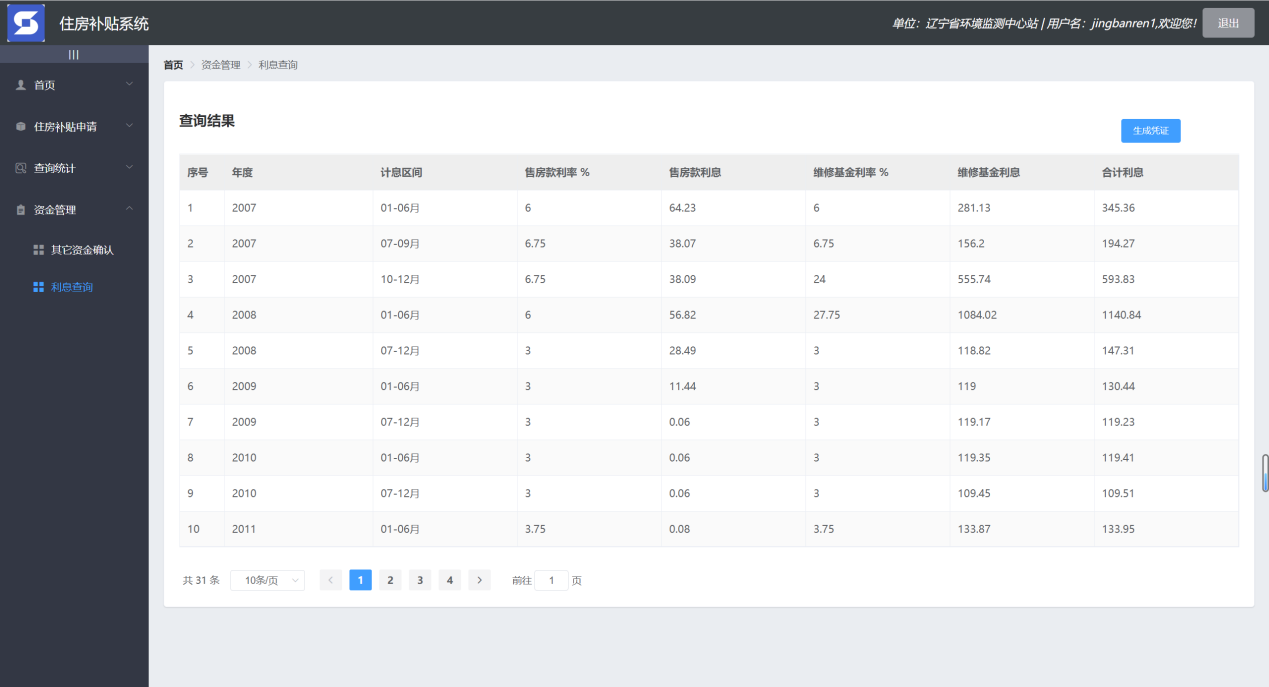 住房补贴系统
单位：辽宁省环境监测中心站 | 用户名：jingbanren1,欢迎您！
退出
首页
住房补贴申请
查询统计
资金管理
其它资金确认
利息查询
首页 > 资金管理 > 利息查询
查询结果
生成凭证
序号 年度 计息区间 售房款利率 % 售房款利息 维修基金利率 % 维修基金利息 合计利息
1 2007 01-06月 6 64.23 6 281.13 345.36
2 2007 07-09月 6.75 38.07 6.75 156.2 194.27
3 2007 10-12月 6.75 38.09 24 555.74 593.83
4 2008 01-06月 6 56.82 27.75 1084.02 1140.84
5 2008 07-12月 3 28.49 3 118.82 147.31
6 2009 01-06月 3 11.44 3 119 130.44
7 2009 07-12月 3 0.06 3 119.17 119.23
8 2010 01-06月 3 0.06 3 119.35 119.41
9 2010 07-12月 3 0.06 3 109.45 109.51
10 2011 01-06月 3.75 0.08 3.75 133.87 133.95
共 31 条 10条/页 < 1 2 3 4 > 前往 1 页